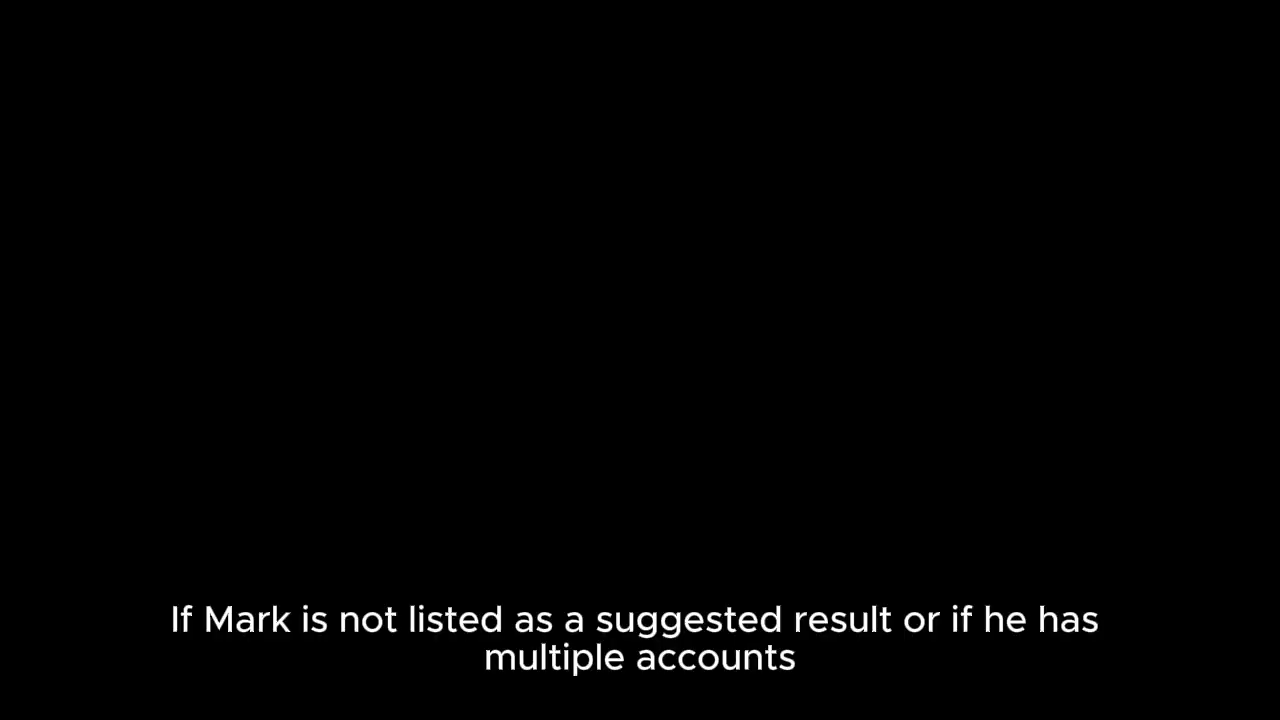 If Mark is not listed as a suggested result or if he has
multiple accounts